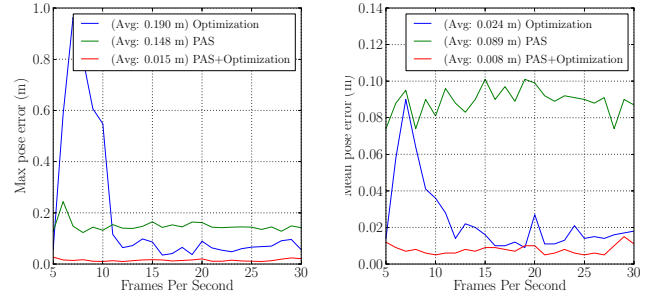 1.0
0.8
0.6
0.4
0.2
0.0
Max pose error (m)
(Avg: 0.190 m) Optimization
(Avg: 0.148 m) PAS
(Avg: 0.015 m) PAS+Optimization
5
10
15
20
25
30
Frames Per Second
0.14
0.12
0.10
0.08
0.06
0.04
0.02
0.00
Mean pose error (m)
(Avg: 0.024 m) Optimization
(Avg: 0.089 m) PAS
(Avg: 0.008 m) PAS+Optimization
5
10
15
20
25
30
Frames Per Second